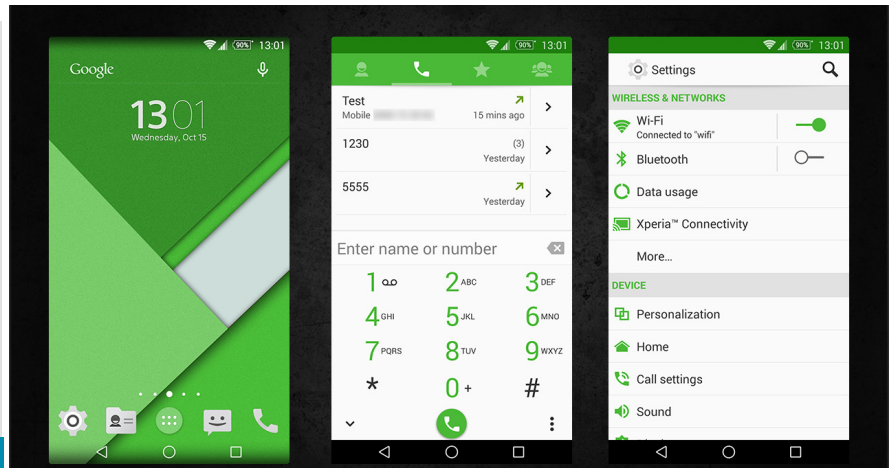 90% 13:01
Google
13 01
Wednesday, Oct 15
90% 13:01
Test
Mobile
15 mins ago
1230
(3)
Yesterday
5555
Yesterday
Enter name or number
1
2 ABC
3 DEF
4 GHI
5 JKL
6 MNO
7 PQRS
8 TUV
9 WXYZ
*
0 +
#
90% 13:01
Settings
WIRELESS & NETWORKS
Wi-Fi
Connected to "wifi"
Bluetooth
Data usage
Xperia™ Connectivity
More...
DEVICE
Personalization
Home
Call settings
Sound